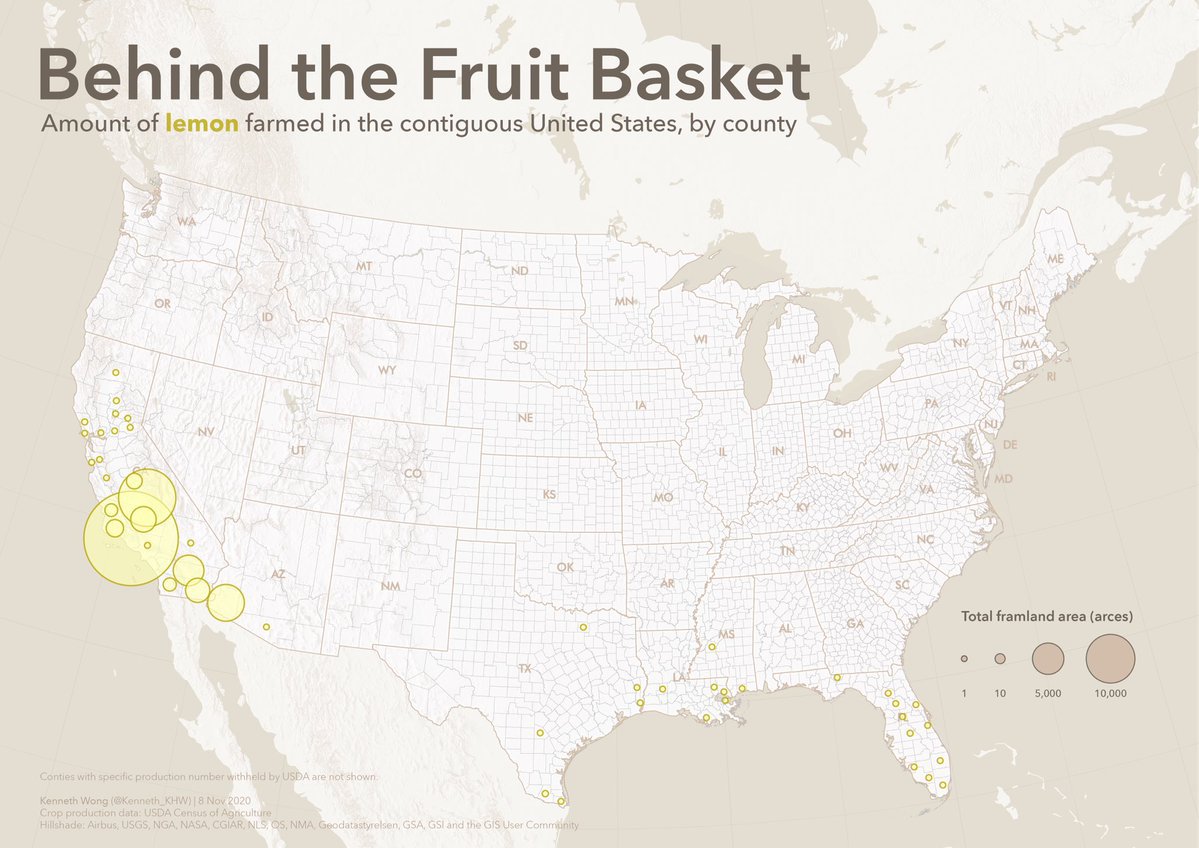 Behind the Fruit Basket
Amount of lemon farmed in the contiguous United States, by county
WA
MT
ND
MN
ME
OR
ID
SD
WI
MI
VT
NH
NY
MA
CT
RI
WY
NE
IA
PA
NJ
NV
UT
CO
IL
IN
OH
DE
WV
MD
KS
MO
KY
VA
AZ
NM
OK
AR
TN
NC
SC
MS
AL
GA
TX
LA
Total framland area (arces)
1 10 5,000 10,000
Conties with specific production number withheld by USDA are not shown.
Kenneth Wong (@Kenneth_KHW) | 8 Nov 2020
Crop production data: USDA Census of Agriculture
Hillshade: Airbus, USGS, NGA, NASA, CGIAR, NLS, OS, NMA, Geodatastyrelsen, GSA, GSI and the GIS User Community